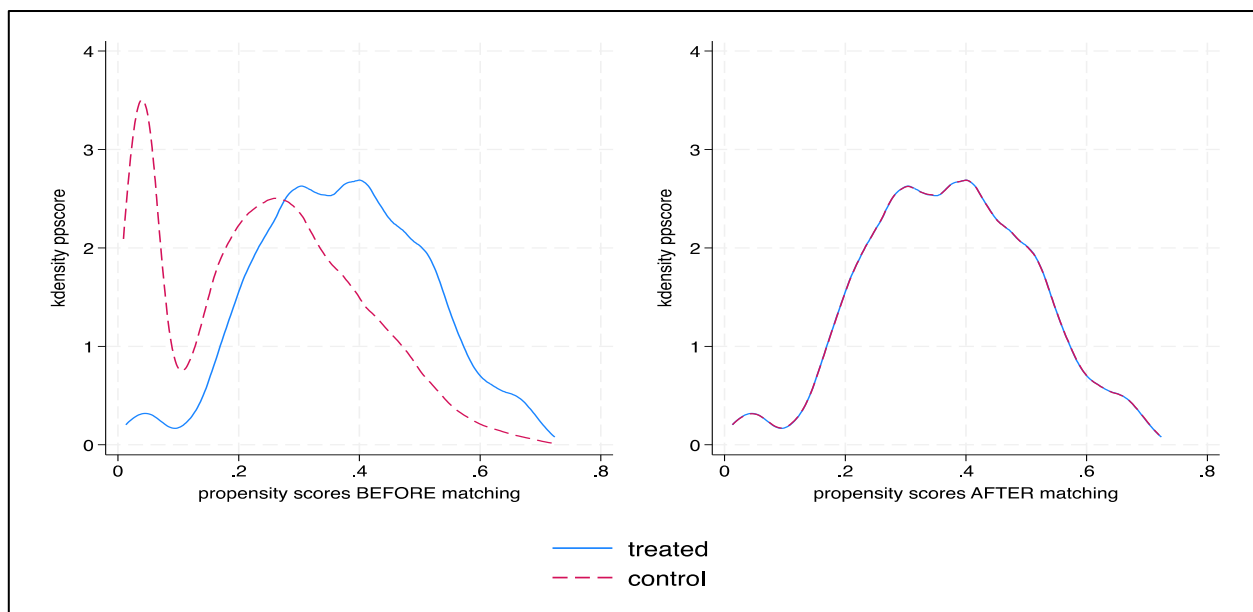 4
3
2
1
0
kdensity ppscore
0 .2 .4 .6 .8
propensity scores BEFORE matching
4
3
2
1
0
kdensity ppscore
0 .2 .4 .6 .8
propensity scores AFTER matching
treated
control